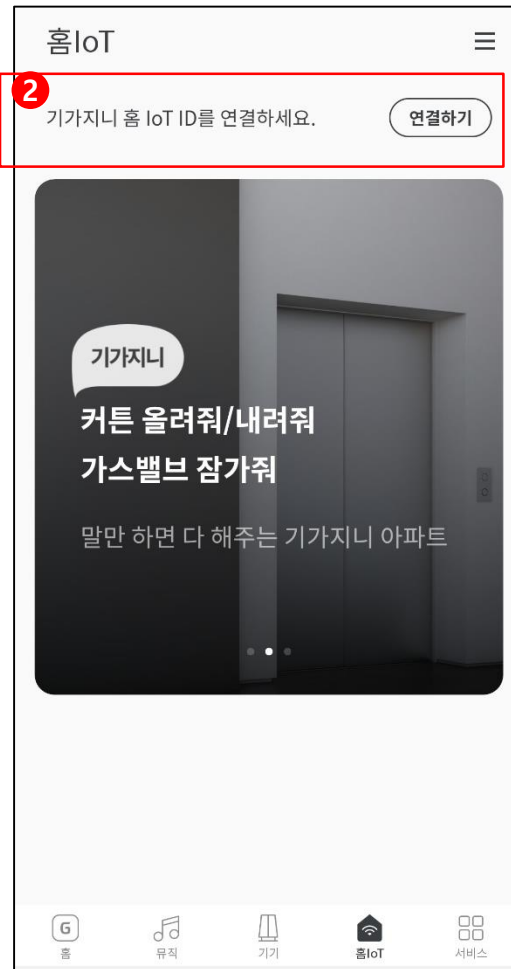 홈IoT
2
기가지니 홈 IoT ID를 연결하세요.
연결하기
기가지니
커튼 올려줘/내려줘
가스밸브 잠가줘
말만 하면 다 해주는 기가지니 아파트
G
홈
뮤직
기기
홈IoT
서비스